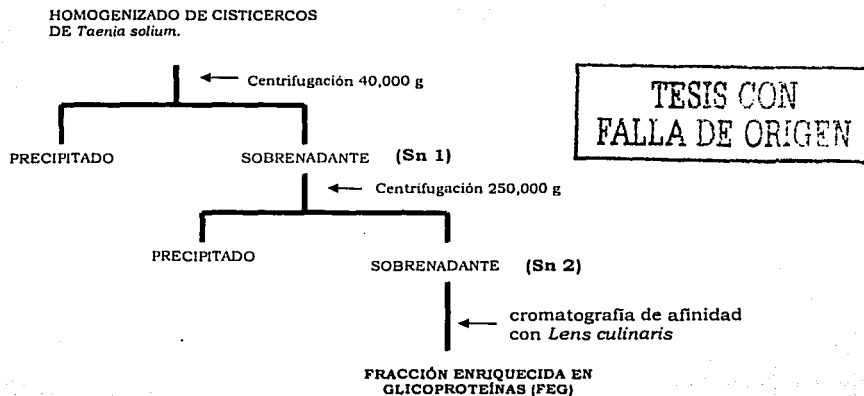 HOMOGENIZADO DE CISTICERCOS
DE Taenia solium.
Centrifugación 40,000 g
TESIS CON
FALLA DE ORIGEN
PRECIPITADO
SOBRENADANTE (Sn 1)
Centrifugación 250,000 g
PRECIPITADO
SOBRENADANTE (Sn 2)
cromatografía de afinidad
con Lens culinaris
FRACCIÓN ENRIQUECIDA EN
GLICOPROTEÍNAS (FEG)